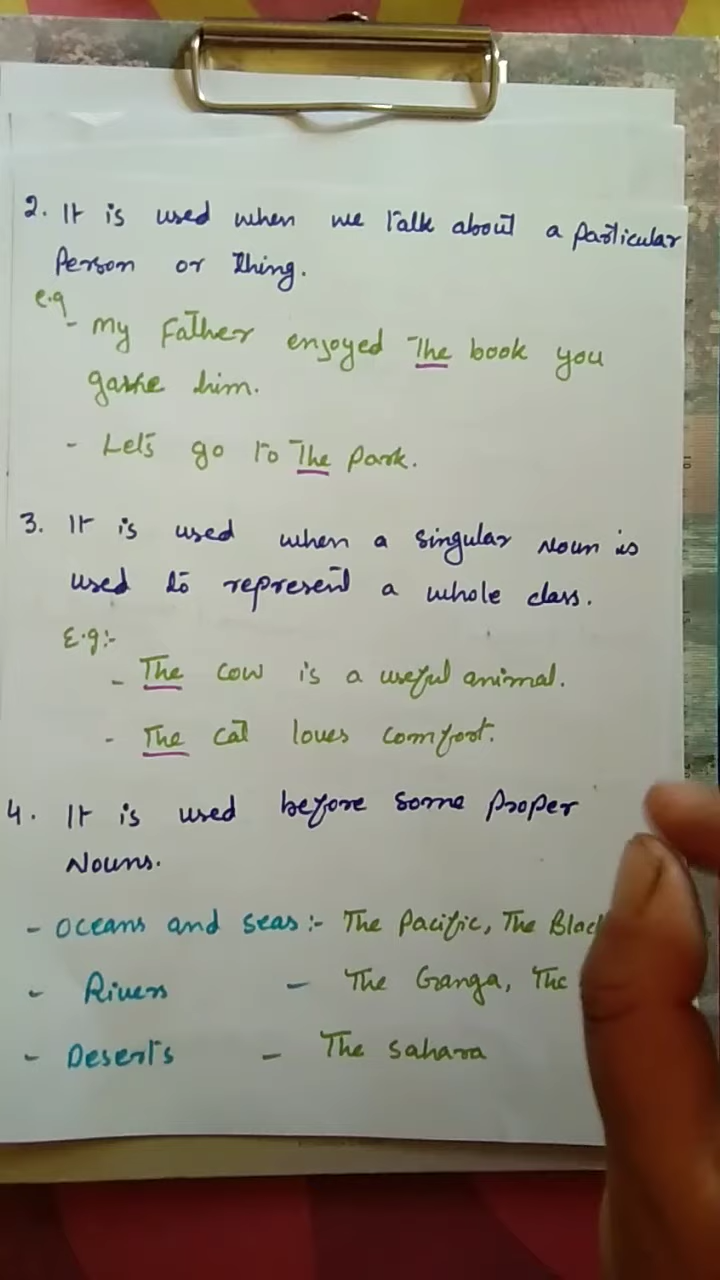 2. It is used when we talk about a particular
Person or thing.
e.g
- My Father enjoyed The book you
gave him.
- Let's go to The Park.
3. It is used when a singular Noun is
used to represent a whole class.
E.g:-
- The cow is a useful animal.
- The cat loves comfort.
4. It is used before some proper
Nouns.
- Oceans and seas:- The Pacific, The
- Rivers - The Ganga, The
- Deserts - The Sahara